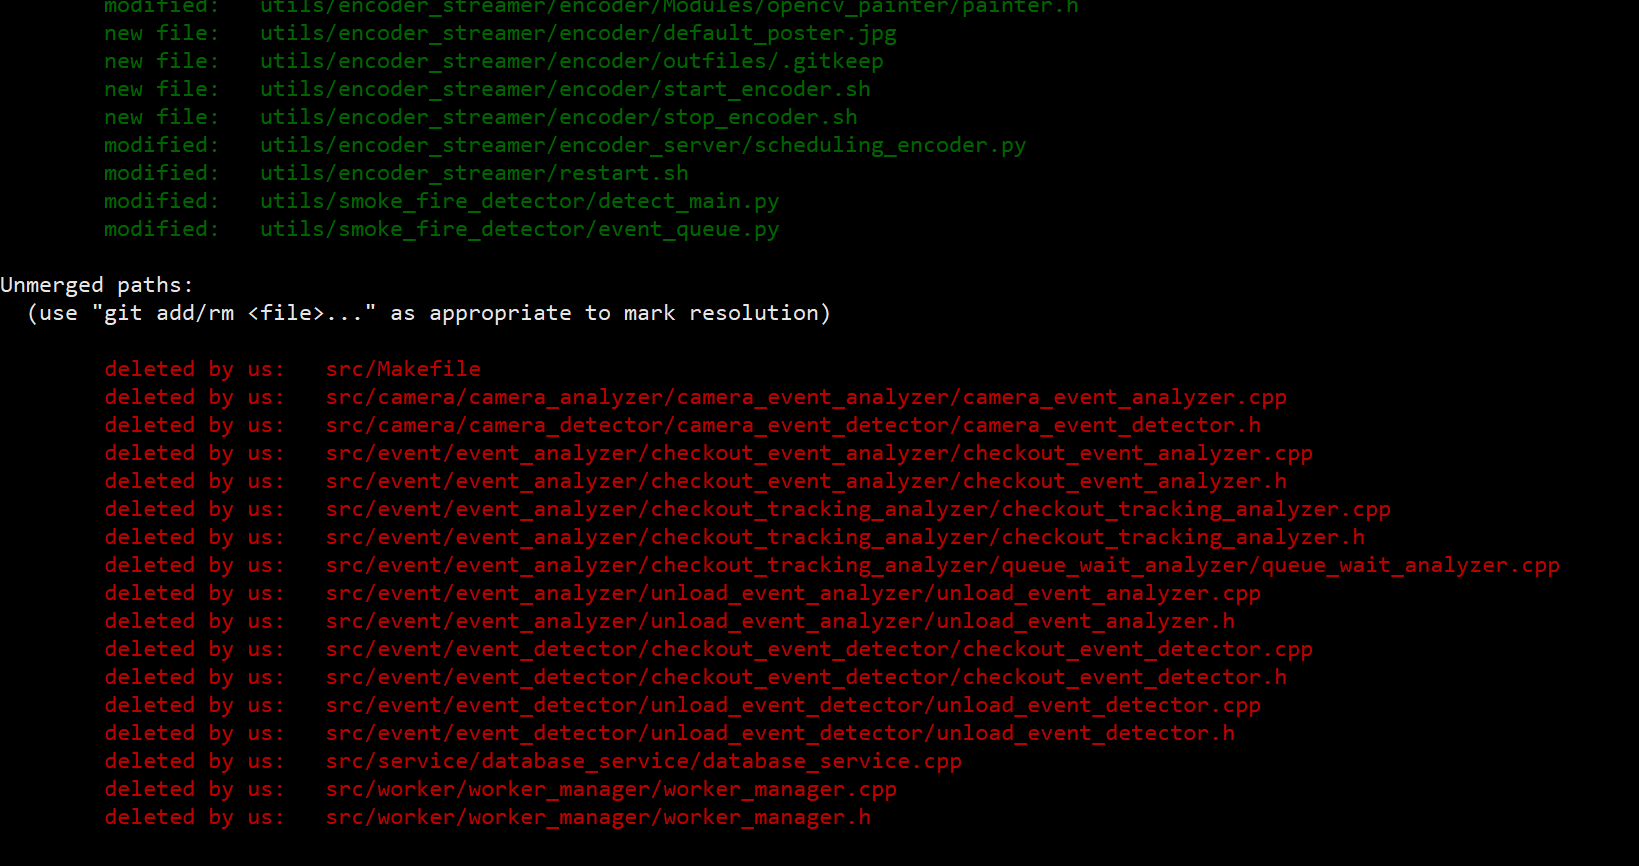 modified:   utils/encoder_streamer/encoder/Modules/opencv_painter/painter.h
new file:   utils/encoder_streamer/encoder/default_poster.jpg
new file:   utils/encoder_streamer/encoder/outfiles/.gitkeep
new file:   utils/encoder_streamer/encoder/start_encoder.sh
new file:   utils/encoder_streamer/encoder/stop_encoder.sh
modified:   utils/encoder_streamer/encoder_server/scheduling_encoder.py
modified:   utils/encoder_streamer/restart.sh
modified:   utils/smoke_fire_detector/detect_main.py
modified:   utils/smoke_fire_detector/event_queue.py
Unmerged paths:
(use "git add/rm <file>..." as appropriate to mark resolution)
deleted by us:   src/Makefile
deleted by us:   src/camera/camera_analyzer/camera_event_analyzer/camera_event_analyzer.cpp
deleted by us:   src/camera/camera_detector/camera_event_detector/camera_event_detector.h
deleted by us:   src/event/event_analyzer/checkout_event_analyzer/checkout_event_analyzer.cpp
deleted by us:   src/event/event_analyzer/checkout_event_analyzer/checkout_event_analyzer.h
deleted by us:   src/event/event_analyzer/checkout_tracking_analyzer/checkout_tracking_analyzer.cpp
deleted by us:   src/event/event_analyzer/checkout_tracking_analyzer/checkout_tracking_analyzer.h
deleted by us:   src/event/event_analyzer/checkout_tracking_analyzer/queue_wait_analyzer/queue_wait_analyzer.cpp
deleted by us:   src/event/event_analyzer/unload_event_analyzer/unload_event_analyzer.cpp
deleted by us:   src/event/event_analyzer/unload_event_analyzer/unload_event_analyzer.h
deleted by us:   src/event/event_detector/checkout_event_detector/checkout_event_detector.cpp
deleted by us:   src/event/event_detector/checkout_event_detector/checkout_event_detector.h
deleted by us:   src/event/event_detector/unload_event_detector/unload_event_detector.cpp
deleted by us:   src/event/event_detector/unload_event_detector/unload_event_detector.h
deleted by us:   src/service/database_service/database_service.cpp
deleted by us:   src/worker/worker_manager/worker_manager.cpp
deleted by us:   src/worker/worker_manager/worker_manager.h